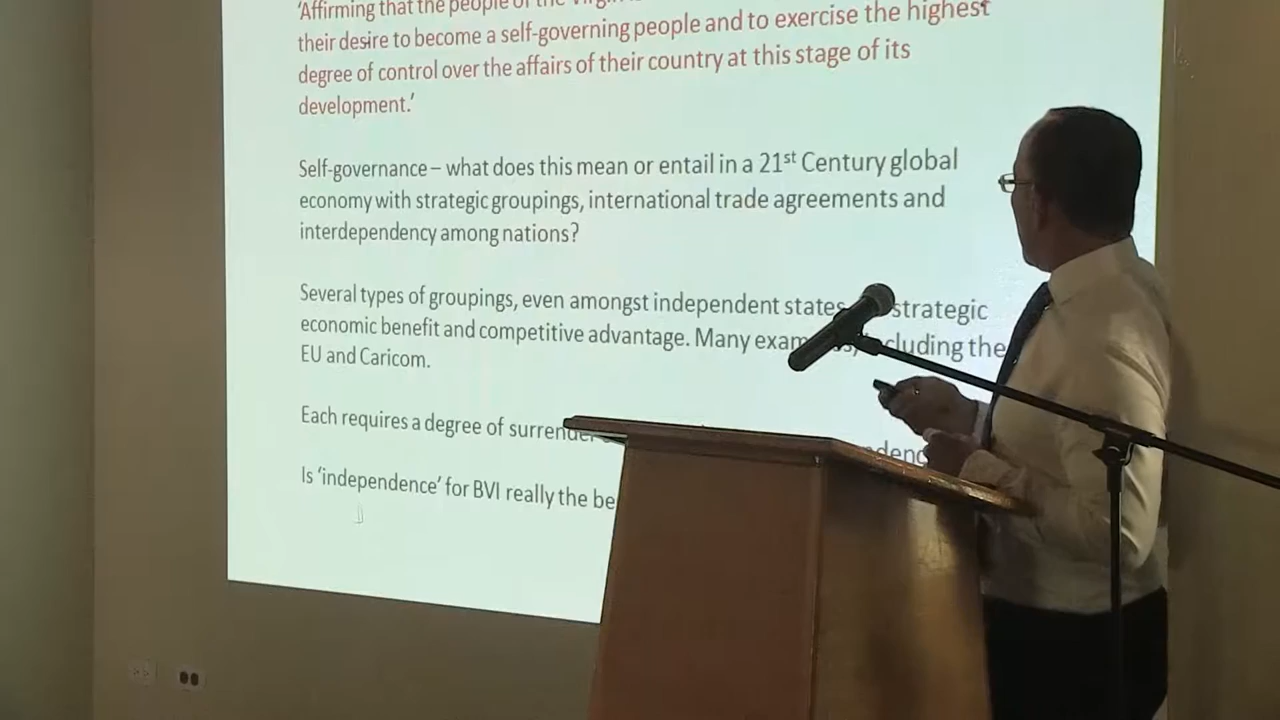 'Affirming that the people of the Virgin
their desire to become a self-governing people and to exercise the highest
degree of control over the affairs of their country at this stage of its
development.'
Self-governance – what does this mean or entail in a 21st Century global
economy with strategic groupings, international trade agreements and
interdependency among nations?
Several types of groupings, even amongst independent states strategic
economic benefit and competitive advantage. Many including the
EU and Caricom.
Each requires a degree of surrender
Is 'independence' for BVI really the